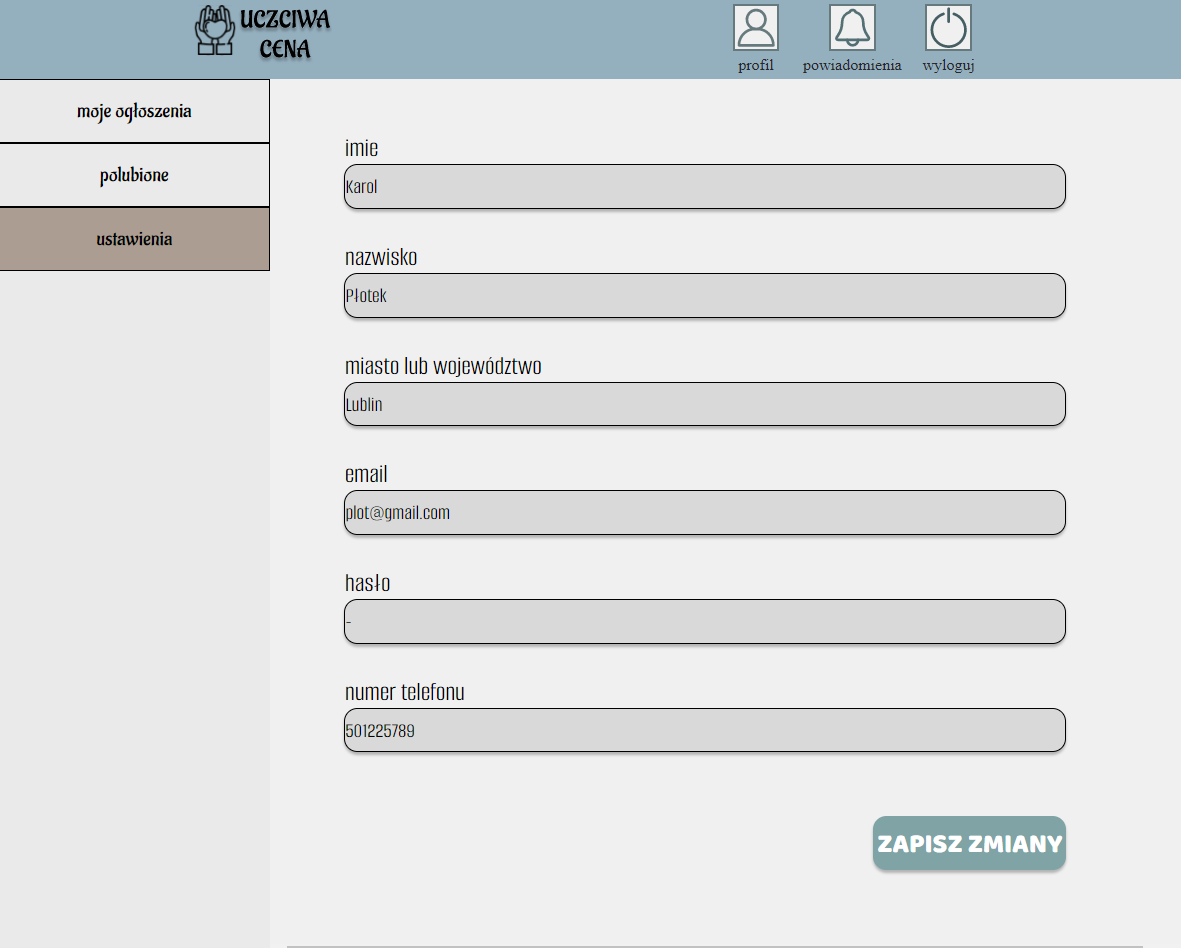 UCZCIWA
CENA
profil
powiadomienia
wyloguj
moje ogłoszenia
polubione
ustawienia
imie
Karol
nazwisko
Płotek
miasto lub województwo
Lublin
email
plot@gmail.com
hasło
-
numer telefonu
501225789
ZAPISZ ZMIANY